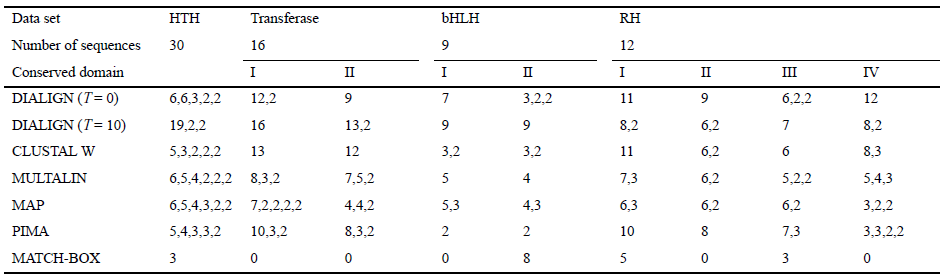 Data set HTH Transferase bHLH RH
Number of sequences 30 16 9 12
Conserved domain I II I II I II III IV
DIALIGN (T = 0) 6,6,3,2,2 12,2 9 7 3,2,2 11 9 6,2,2 12
DIALIGN (T = 10) 19,2,2 16 13,2 9 9 8,2 6,2 7 8,2
CLUSTAL W 5,3,2,2,2 13 12 3,2 3,2 11 6,2 6 8,3
MULTALIN 6,5,4,2,2,2 8,3,2 7,5,2 5 4 7,3 6,2 5,2,2 5,4,3
MAP 6,5,4,3,2,2 7,2,2,2,2 4,4,2 5,3 4,3 6,3 6,2 6,2 3,2,2
PIMA 5,4,3,3,2 10,3,2 8,3,2 2 2 10 8 7,3 3,3,2,2
MATCH-BOX 3 0 0 0 8 5 0 3 0